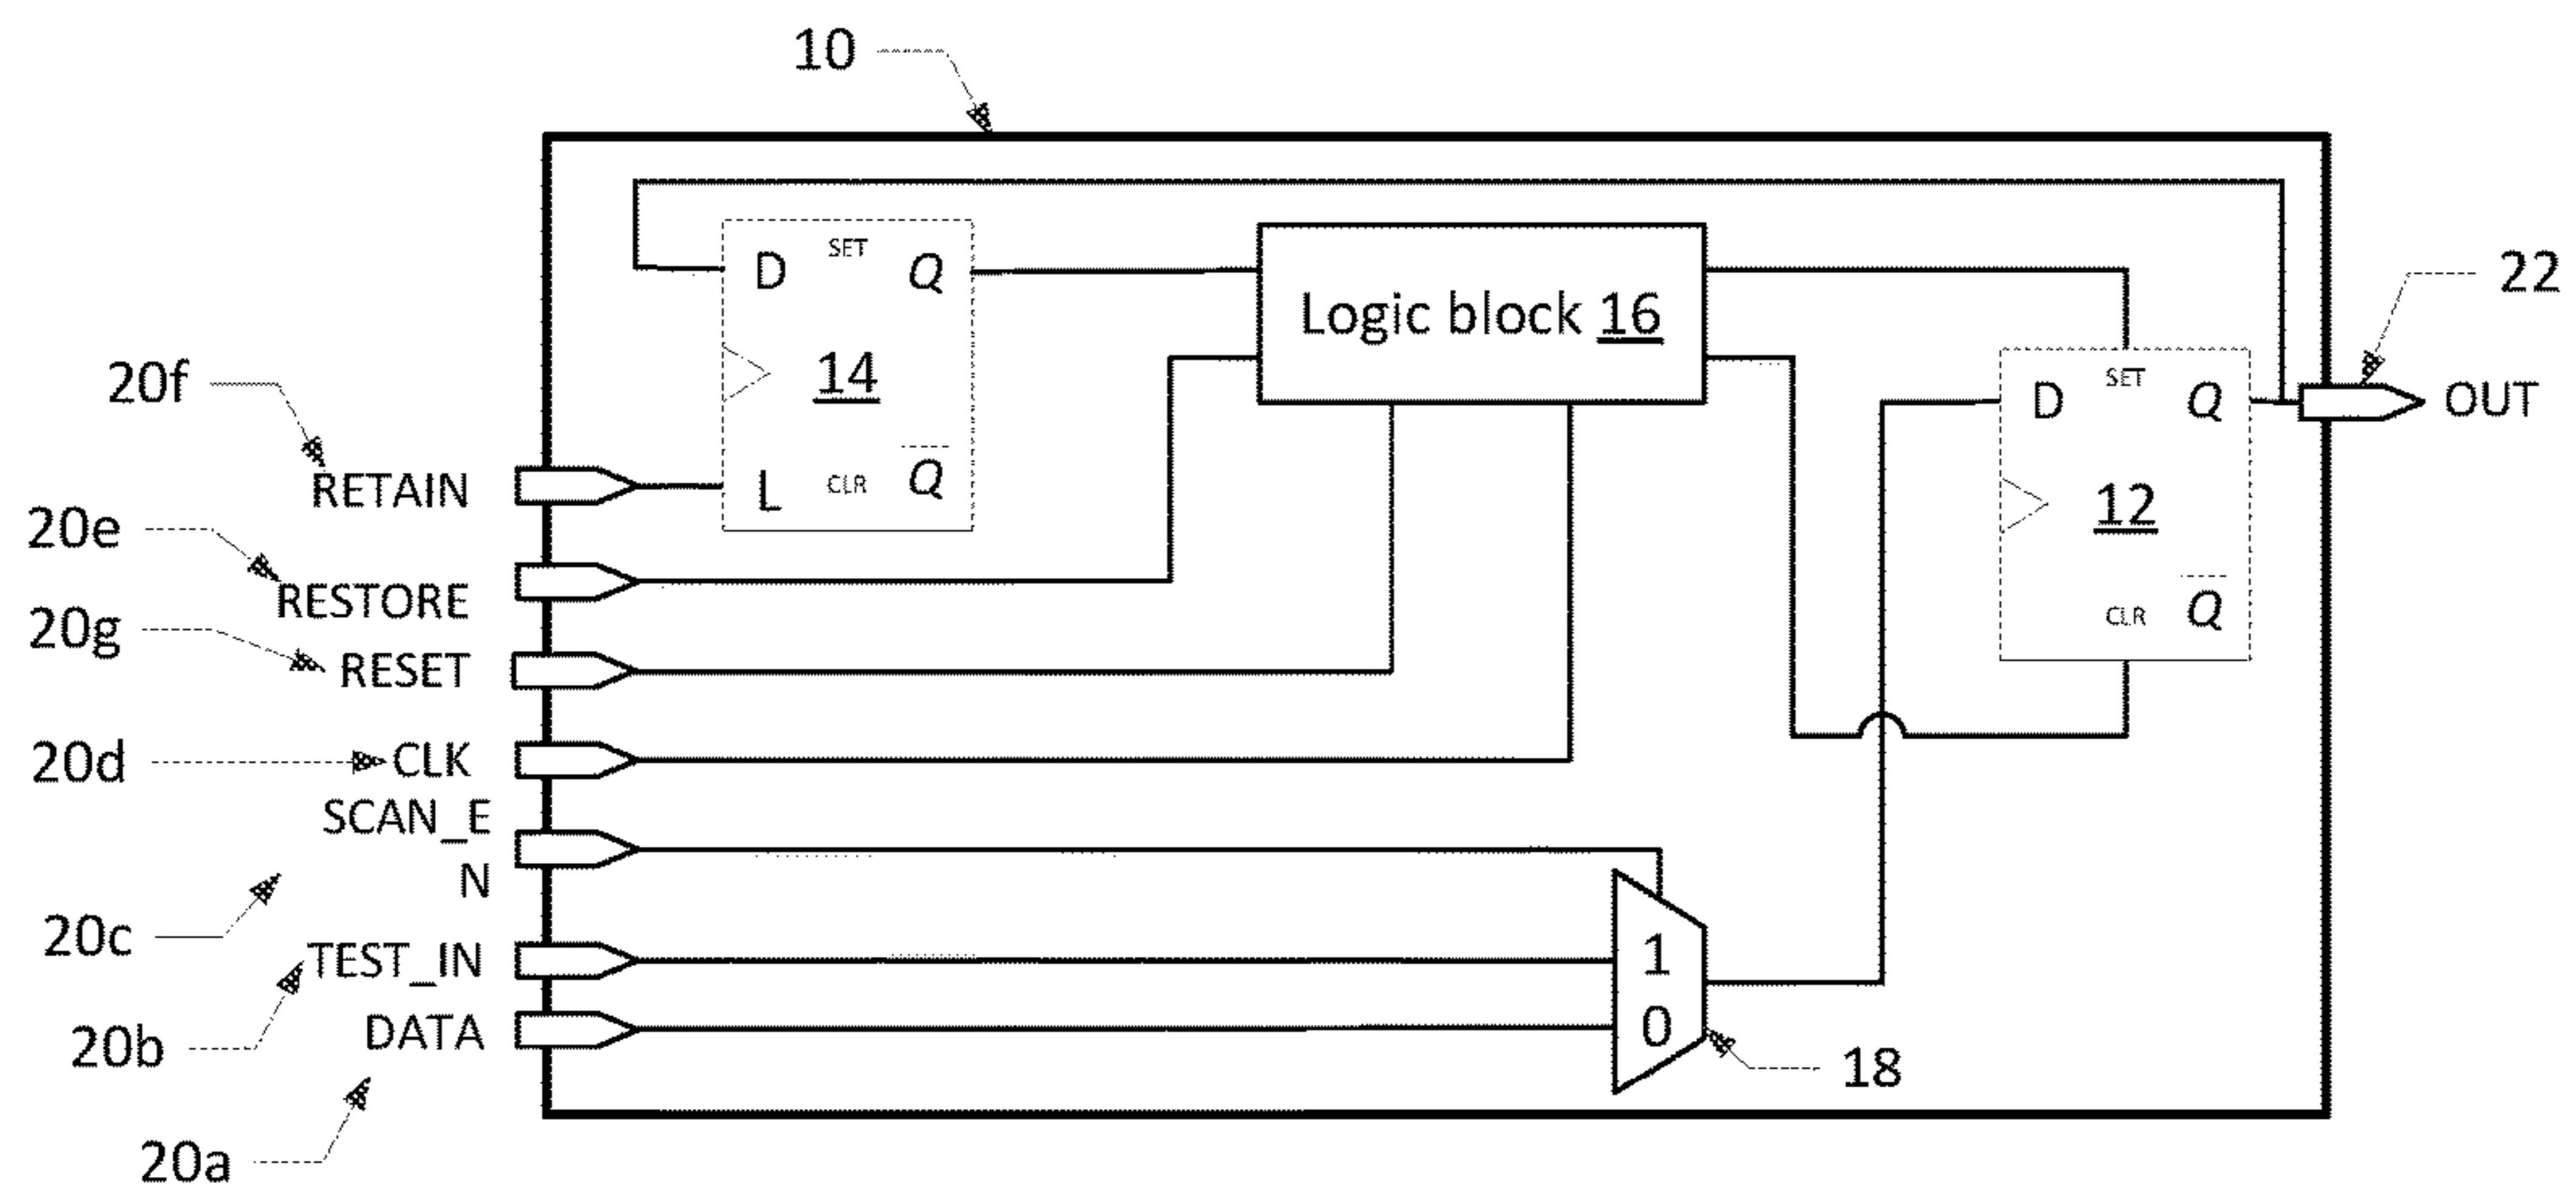 10
SET
D Q
Logic block 16
22
14
20f
SET
D Q
OUT
RETAIN
L CLR Q
20e
12
RESTORE
20g
RESET
CLR Q
20d
CLK
SCAN_E
N
20c
TEST_IN
1
20b
DATA
0
18
20a